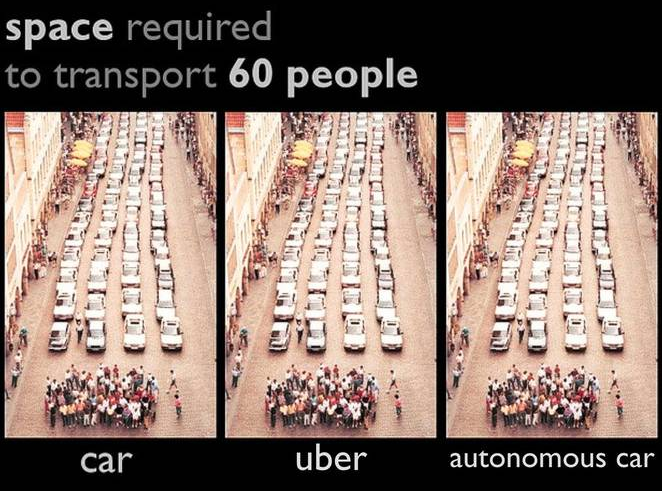 space required
to transport 60 people
car
uber
autonomous car